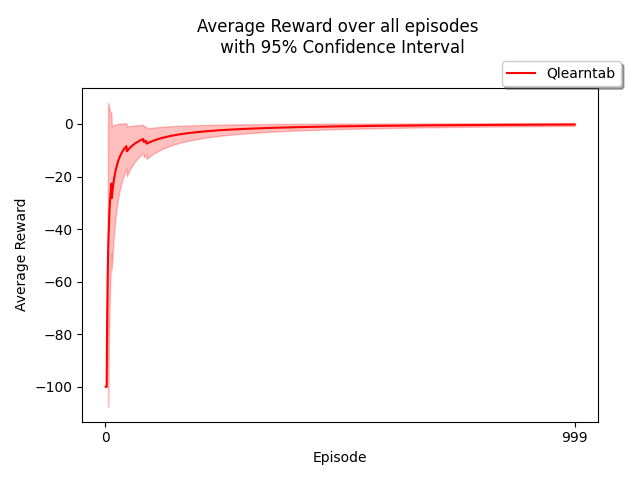 Average Reward over all episodes
with 95% Confidence Interval
Qlearntab
0
−20
−40
−60
−80
−100
Average Reward
0
999
Episode